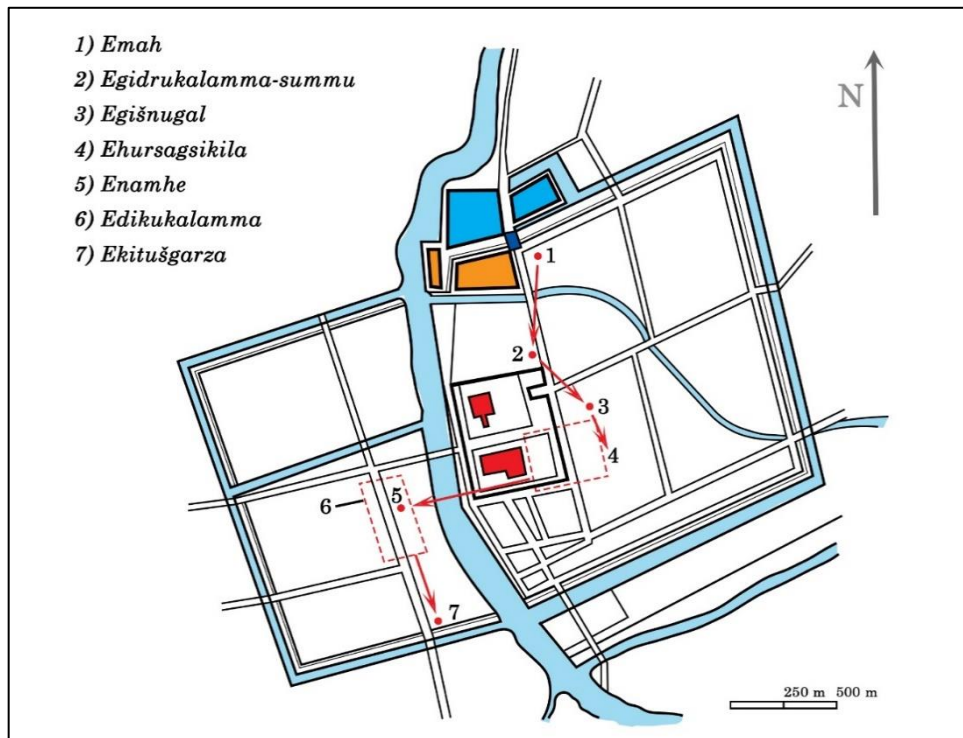 1) Emah
2) Egidrukalamma-summu
3) Egišnugal
4) Ehursagsikila
5) Enamhe
6) Edikukalamma
7) Ekitušgarza
N
1
2
3
4
5
6
7
250 m 500 m